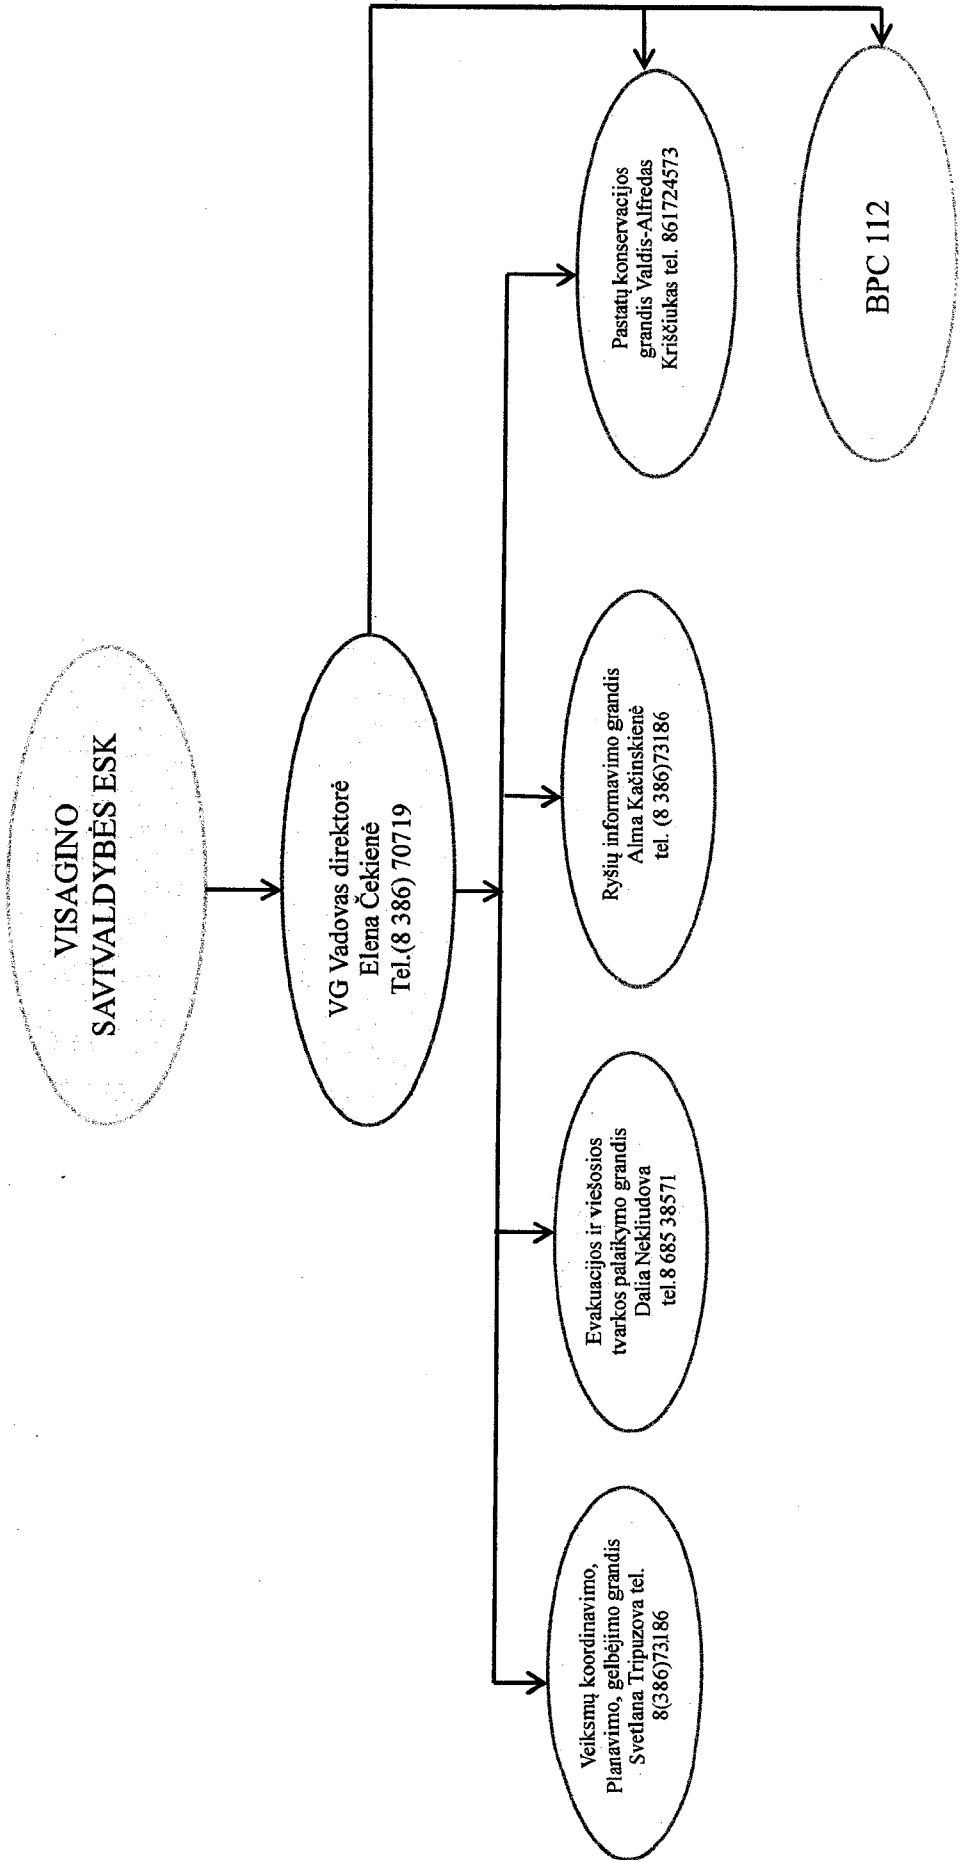 VISAGINO
SAVIVALDYBĖS ESK
VG Vadovas direktorė
Elena Čekienė
Tel.(8 386) 70719
Veiksmų koordinavimo,
Planavimo, gelbėjimo grandis
Svetlana Tripuzova tel.
8(386)73186
Evakuacijos ir viešosios
tvarkos palaikymo grandis
Dalia Nekliudova
tel.8 685 38571
Ryšių informavimo grandis
Alma Kačinskienė
tel. (8 386)73186
Pastatų konservacijos
grandis Valdis-Alfredas
Kriščiukas tel. 861724573
BPC 112